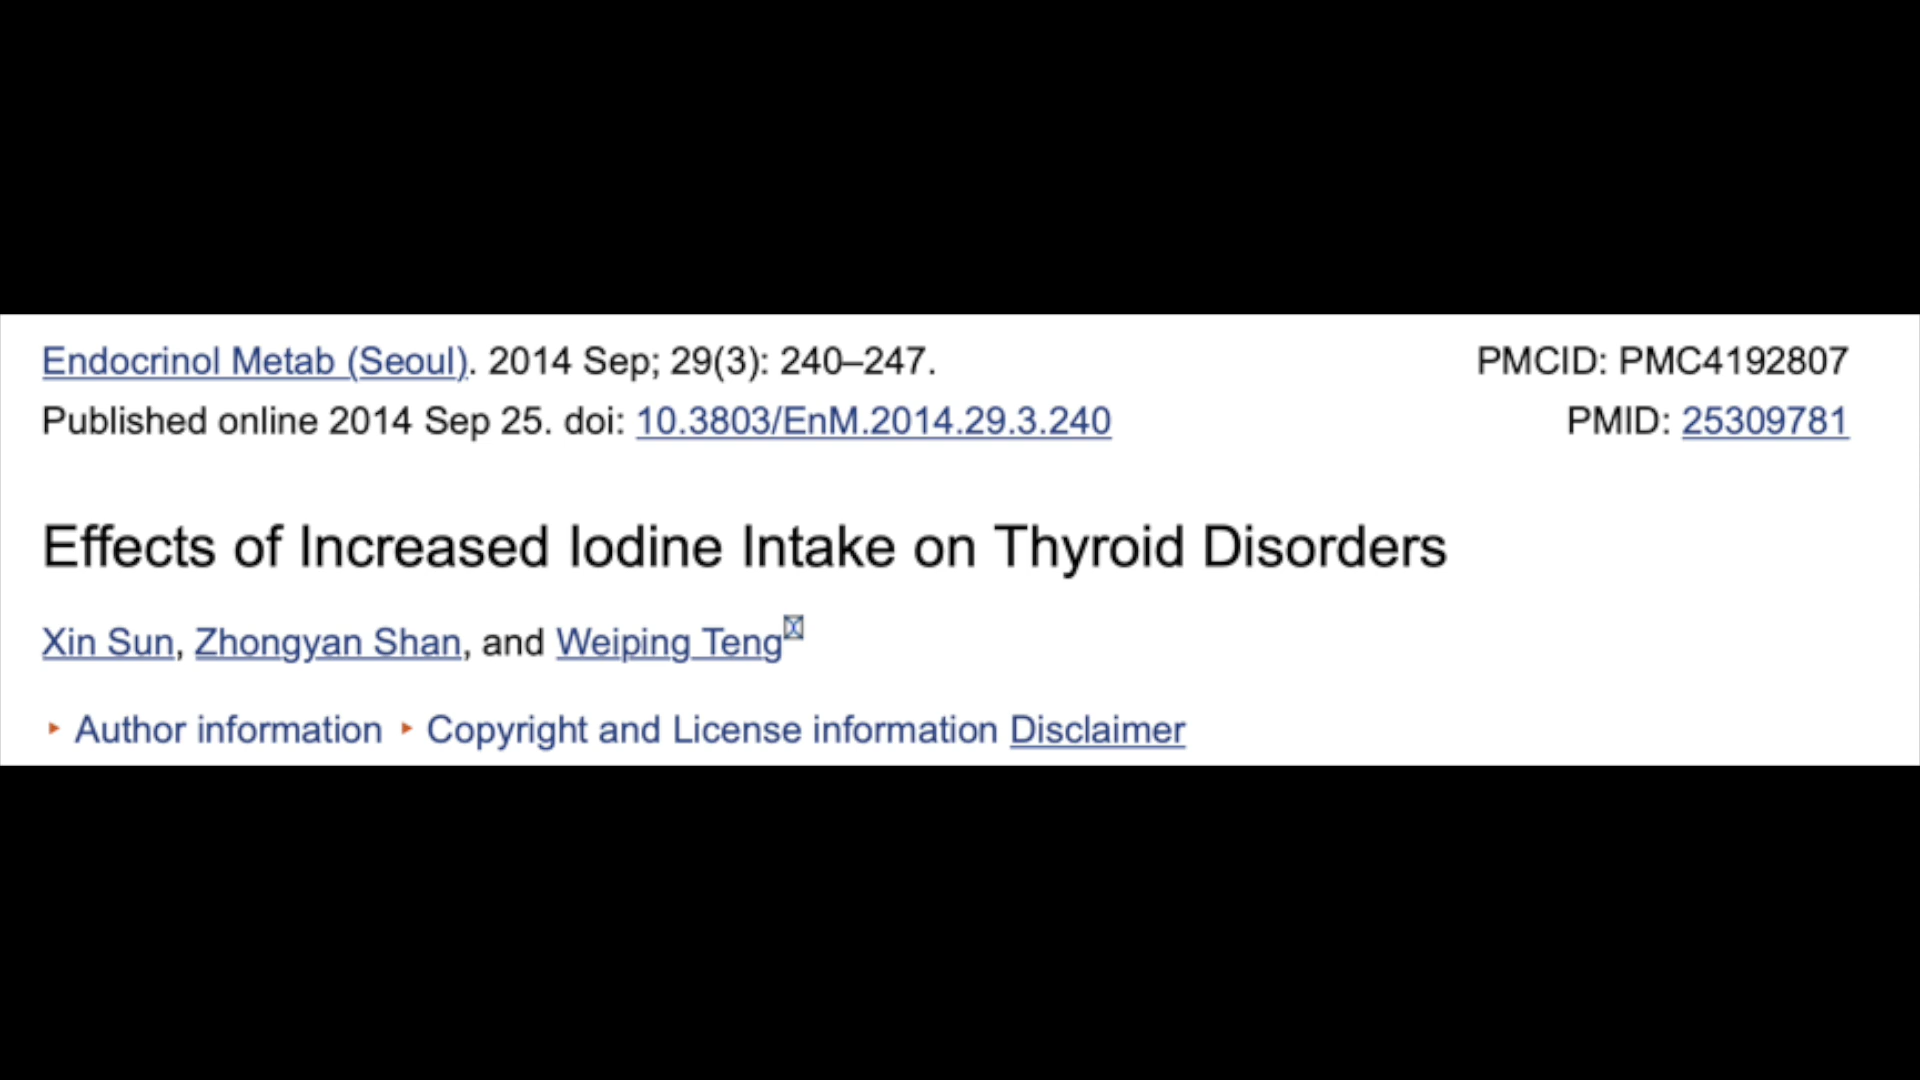 Endocrinol Metab (Seoul). 2014 Sep; 29(3): 240–247. PMCID: PMC4192807
Published online 2014 Sep 25. doi: 10.3803/EnM.2014.29.3.240 PMID: 25309781
Effects of Increased Iodine Intake on Thyroid Disorders
Xin Sun, Zhongyan Shan, and Weiping Teng
Author information Copyright and License information Disclaimer